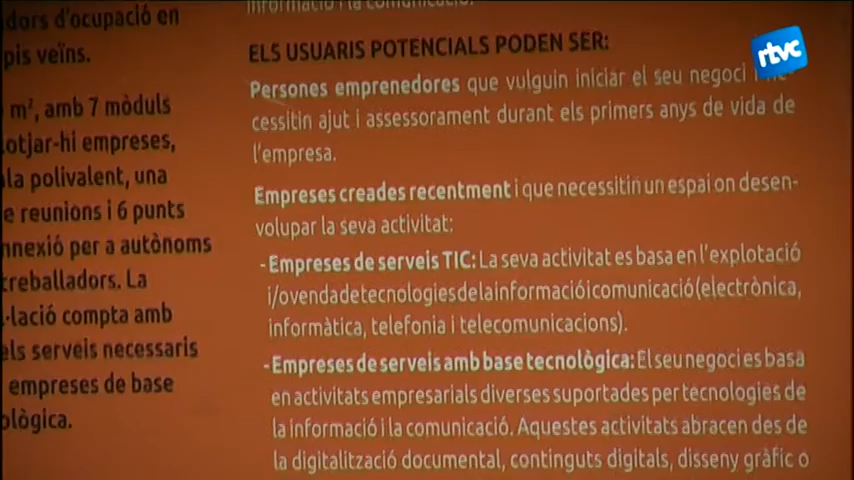 adors d'ocupació en
pis veïns.
m², amb 7 mòduls
otjar-hi empreses,
la polivalent, una
e reunions i 6 punts
nnexió per a autònoms
treballadors. La
l·lació compta amb
els serveis necessaris
empreses de base
ològica.
informació i la comunicació.
ELS USUARIS POTENCIALS PODEN SER:
Persones emprenedores que vulguin iniciar el seu negoci i ne-
cessitin ajut i assessorament durant els primers anys de vida de
l'empresa.
Empreses creades recentment i que necessitin un espai on desen-
volupar la seva activitat:
- Empreses de serveis TIC: La seva activitat es basa en l'explotació
i/o venda de tecnologies de la informació i comunicació (electrònica,
informàtica, telefonia i telecomunicacions).
- Empreses de serveis amb base tecnològica: El seu negoci es basa
en activitats empresarials diverses suportades per tecnologies de
la informació i la comunicació. Aquestes activitats abracen des de
la digitalització documental, continguts digitals, disseny gràfic o
rtvc